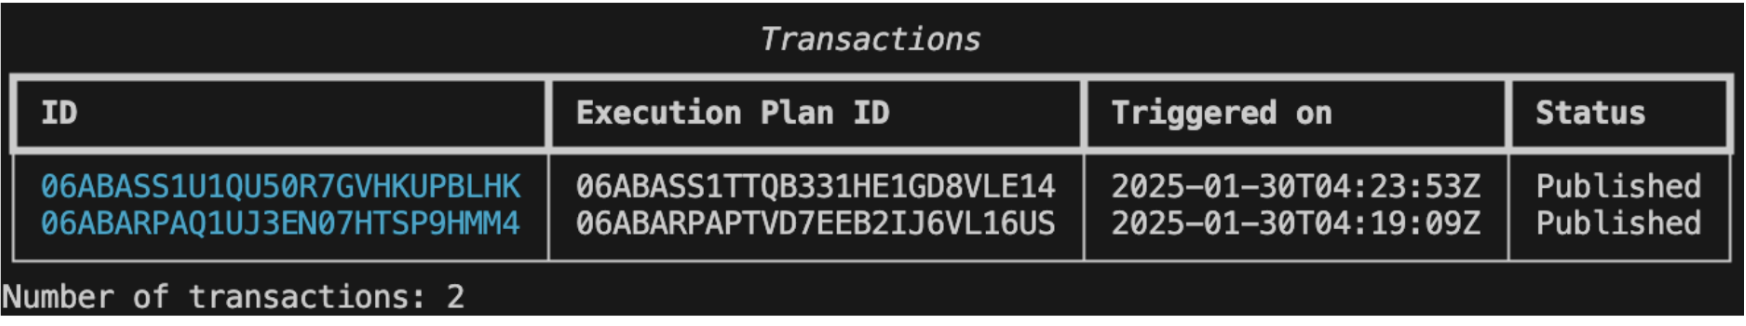 Transactions
ID Execution Plan ID Triggered on Status
06ABASS1U1QU50R7GVHKUPBLHK 06ABASS1TTQB331HE1GD8VLE14 2025-01-30T04:23:53Z Published
06ABARPAQ1UJ3EN07HTSP9HMM4 06ABARPAPTVD7EEB2IJ6VL16US 2025-01-30T04:19:09Z Published
Number of transactions: 2